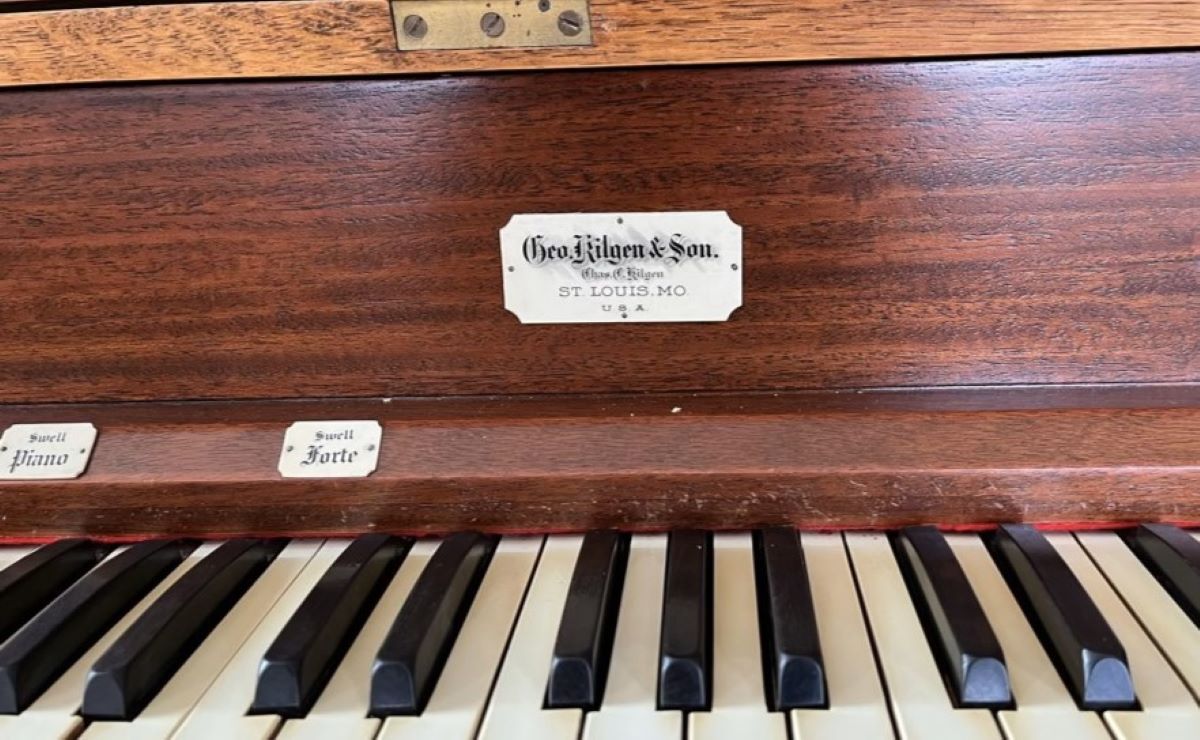 Geo. Kilgen & Son.
Chas. C. Kilgen
ST. LOUIS. MO.
U. S. A.
Swell
Piano
Swell
Forte